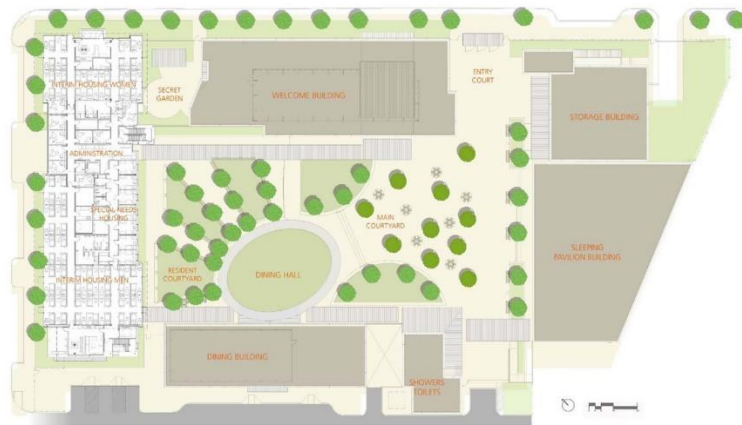 INTERIM HOUSING WOMEN
SECRET
GARDEN
WELCOME BUILDING
ENTRY
COURT
STORAGE BUILDING
ADMINISTRATION
SPECIAL NEEDS
HOUSING
MAIN
COURTYARD
SLEEPING
PAVILION BUILDING
INTERIM HOUSING MEN
RESIDENT
COURTYARD
DINING HALL
DINING BUILDING
SHOWERS
TOILETS